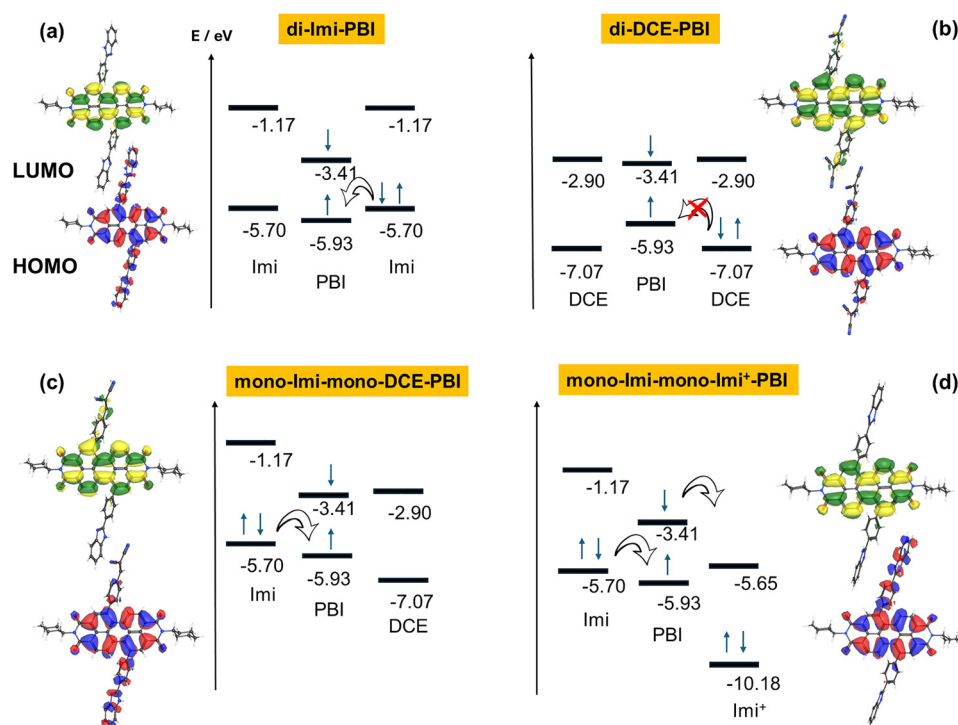 (a)
E / eV
di-Imi-PBI
-1.17
-1.17
-3.41
LUMO
HOMO
-5.70
-5.93
-5.70
Imi
PBI
Imi
di-DCE-PBI
(b)
-2.90
-3.41
-2.90
-5.93
-7.07
-7.07
DCE
PBI
DCE
(c)
mono-Imi-mono-DCE-PBI
-1.17
-3.41
-2.90
-5.70
-5.93
Imi
PBI
-7.07
DCE
mono-Imi-mono-Imi⁺-PBI
(d)
-1.17
-3.41
-5.70
-5.93
-5.65
Imi
PBI
-10.18
Imi⁺